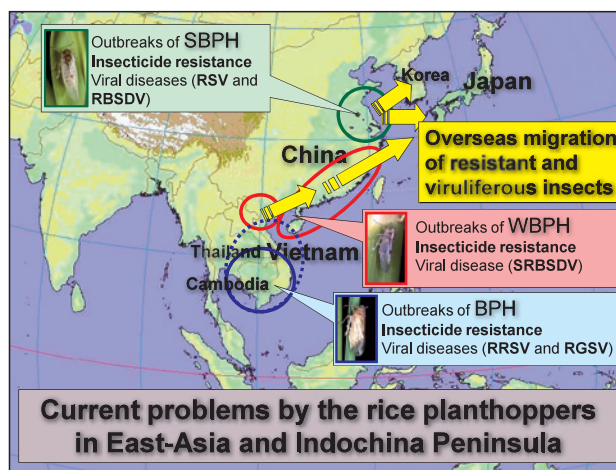 Outbreaks of SBPH
Insecticide resistance
Viral diseases (RSV and
RBSDV)
Korea
Japan
China
Overseas migration
of resistant and
viruliferous insects
Outbreaks of WBPH
Insecticide resistance
Viral disease (SRBSDV)
Thailand
Vietnam
Cambodia
Outbreaks of BPH
Insecticide resistance
Viral diseases (RRSV and RGSV)
Current problems by the rice planthoppers
in East-Asia and Indochina Peninsula